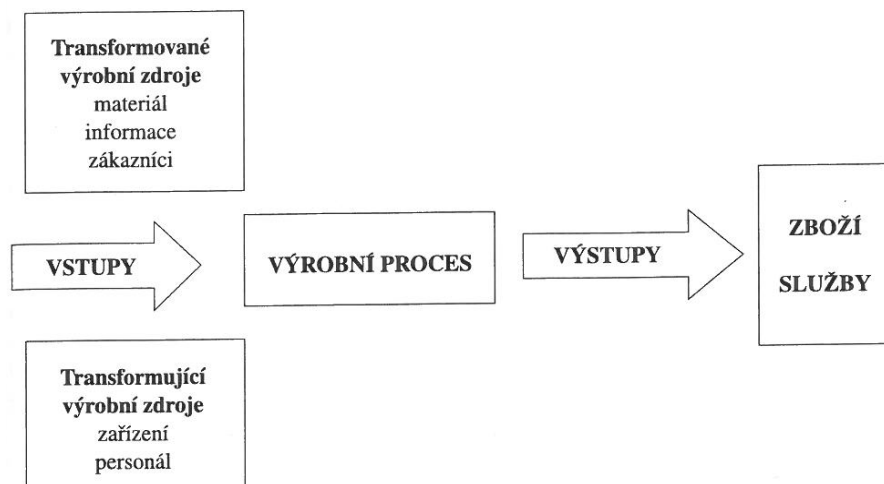 Transformované
výrobní zdroje
materiál
informace
zákazníci
VSTUPY
VÝROBNÍ PROCES
VÝSTUPY
ZBOŽÍ
SLUŽBY
Transformující
výrobní zdroje
zařízení
personál